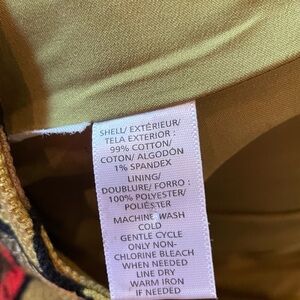 SHELL/ EXTÉRIEUR/
TELA EXTERIOR :
99% COTTON/
COTON/ ALGODÓN
1% SPANDEX
LINING/
DOUBLURE/ FORRO :
100% POLYESTER/
POLIÉSTER
MACHINE WASH
COLD
GENTLE CYCLE
ONLY NON-
CHLORINE BLEACH
WHEN NEEDED
LINE DRY
WARM IRON
IF NEEDED